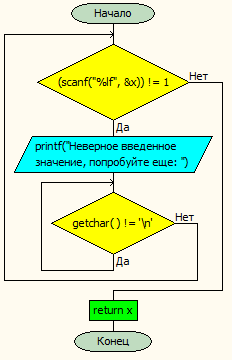 Начало
(scanf("%lf", &x)) != 1
Нет
Да
printf("Неверное введенное
значение, попробуйте еще: ")
getchar( ) != '\n'
Нет
Да
return x
Конец